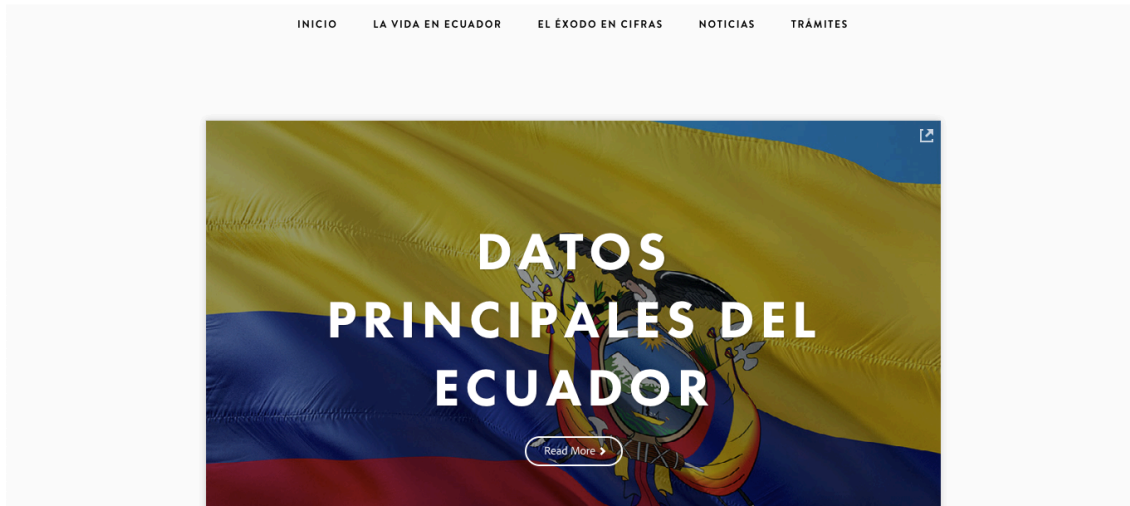 INICIO LA VIDA EN ECUADOR EL ÉXODO EN CIFRAS NOTICIAS TRÁMITES
DATOS
PRINCIPALES DEL
ECUADOR
Read More